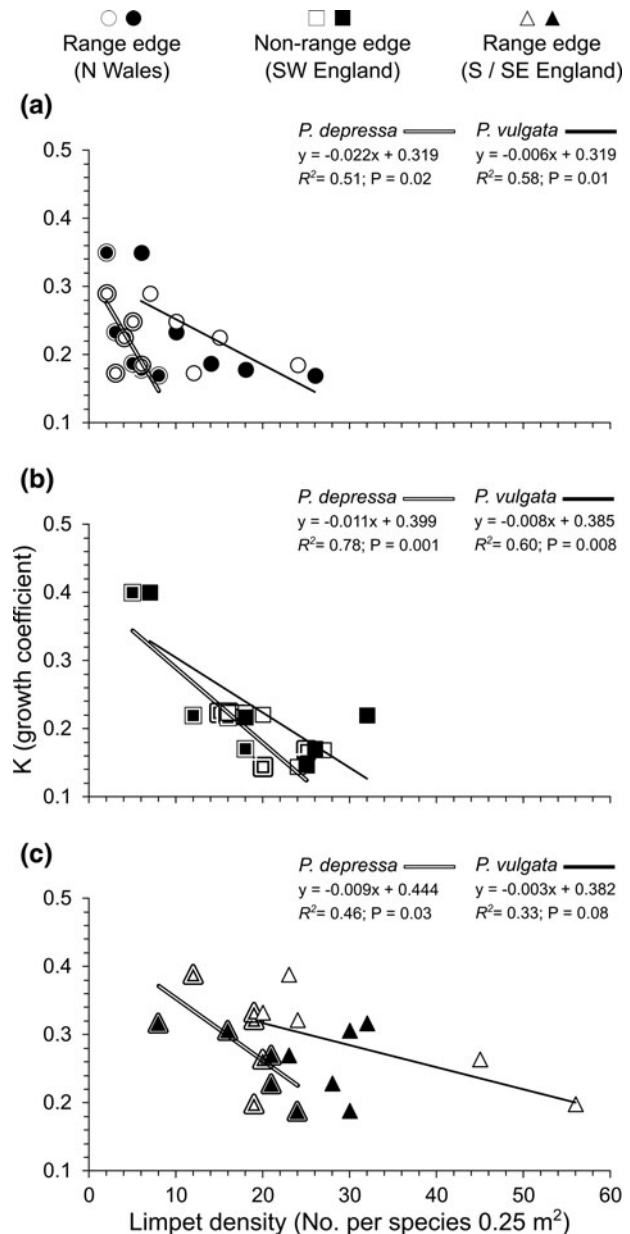 Range edge
(N Wales)
Non-range edge
(SW England)
Range edge
(S / SE England)
(a)
P. depressa
y = -0.022x + 0.319
R²= 0.51; P = 0.02
P. vulgata
y = -0.006x + 0.319
R²= 0.58; P = 0.01
0.5
0.4
0.3
0.2
0.1
(b)
P. depressa
y = -0.011x + 0.399
R²= 0.78; P = 0.001
P. vulgata
y = -0.008x + 0.385
R²= 0.60; P = 0.008
0.5
0.4
0.3
0.2
0.1
K (growth coefficient)
(c)
P. depressa
y = -0.009x + 0.444
R²= 0.46; P = 0.03
P. vulgata
y = -0.003x + 0.382
R²= 0.33; P = 0.08
0.5
0.4
0.3
0.2
0.1
0 10 20 30 40 50 60
Limpet density (No. per species 0.25 m²)